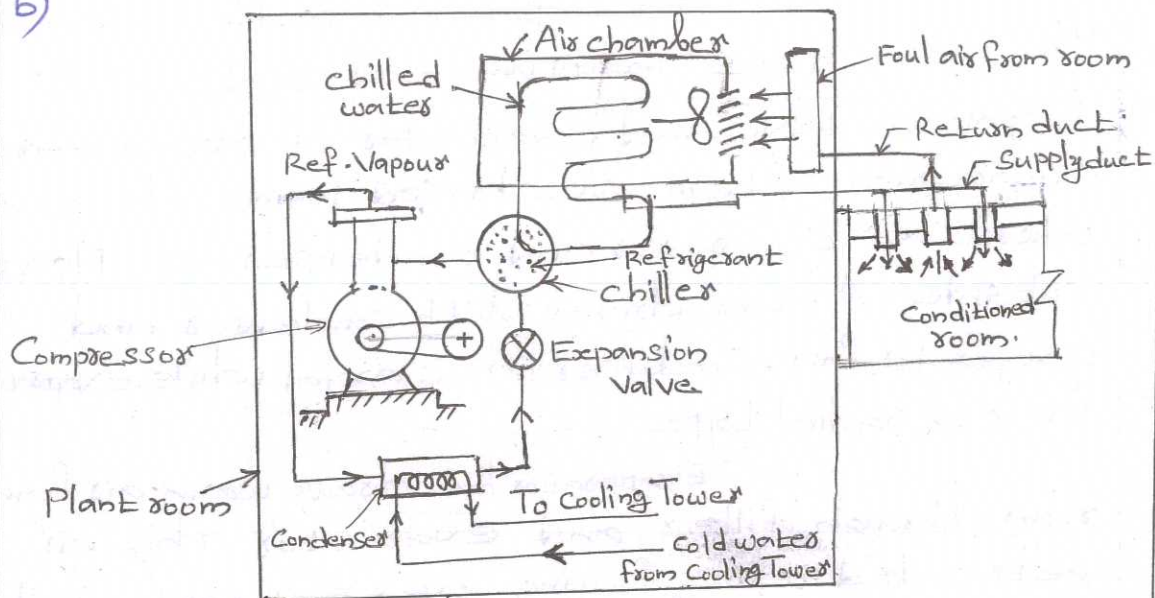 b)
Air chamber
Foul air from room
chilled
water
Return duct
Supply duct
Ref. Vapour
Refrigerant
chiller
Conditioned
room.
Compressor
Expansion
Valve
Plant room
To Cooling Tower
Condenser
Cold water
from Cooling Tower